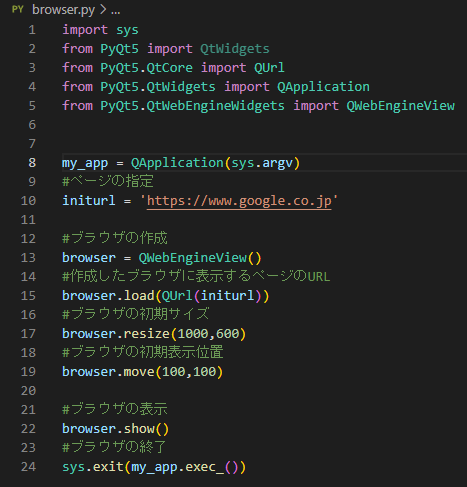 browser.py > ...
1 import sys
2 from PyQt5 import QtWidgets
3 from PyQt5.QtCore import QUrl
4 from PyQt5.QtWidgets import QApplication
5 from PyQt5.QtWebEngineWidgets import QWebEngineView
6
7
8 my_app = QApplication(sys.argv)
9 #ページの指定
10 initurl = 'https://www.google.co.jp'
11
12 #ブラウザの作成
13 browser = QWebEngineView()
14 #作成したブラウザに表示するページのURL
15 browser.load(QUrl(initurl))
16 #ブラウザの初期サイズ
17 browser.resize(1000,600)
18 #ブラウザの初期表示位置
19 browser.move(100,100)
20
21 #ブラウザの表示
22 browser.show()
23 #ブラウザの終了
24 sys.exit(my_app.exec_())